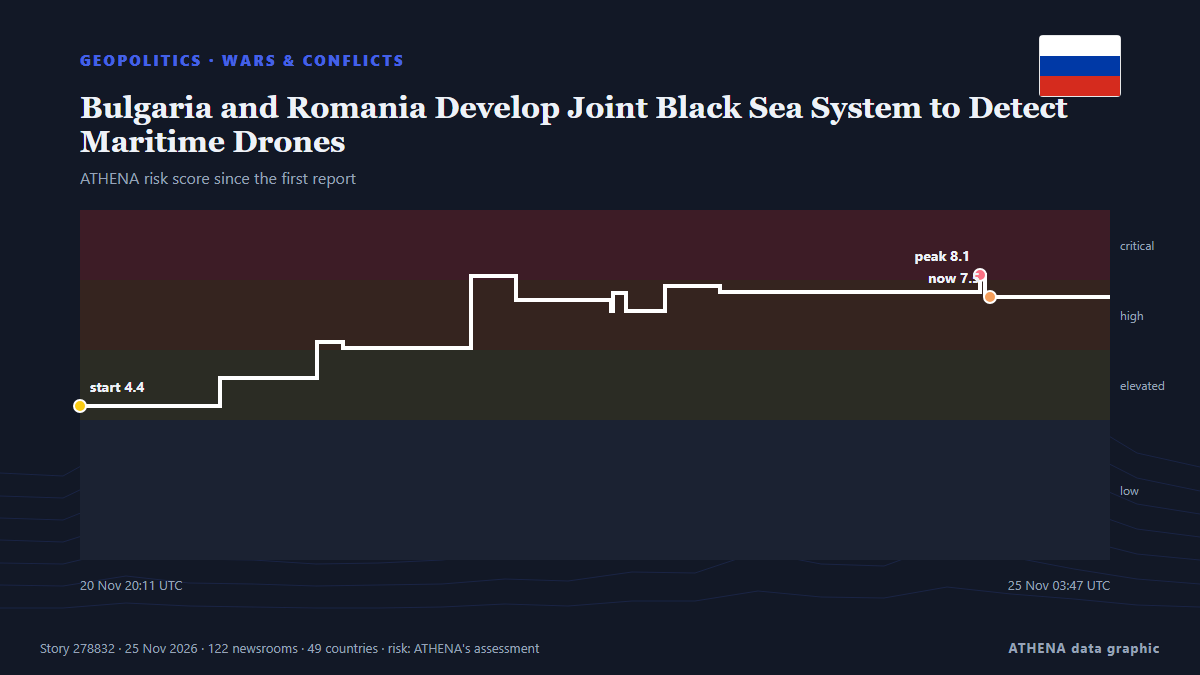 GEOPOLITICS · WARS & CONFLICTS
Bulgaria and Romania Develop Joint Black Sea System to Detect
Maritime Drones
ATHENA risk score since the first report
critical
peak 8.1
now 7.5
high
elevated
start 4.4
low
20 Nov 20:11 UTC
25 Nov 03:47 UTC
Story 278832 · 25 Nov 2026 · 122 newsrooms · 49 countries · risk: ATHENA's assessment
ATHENA data graphic